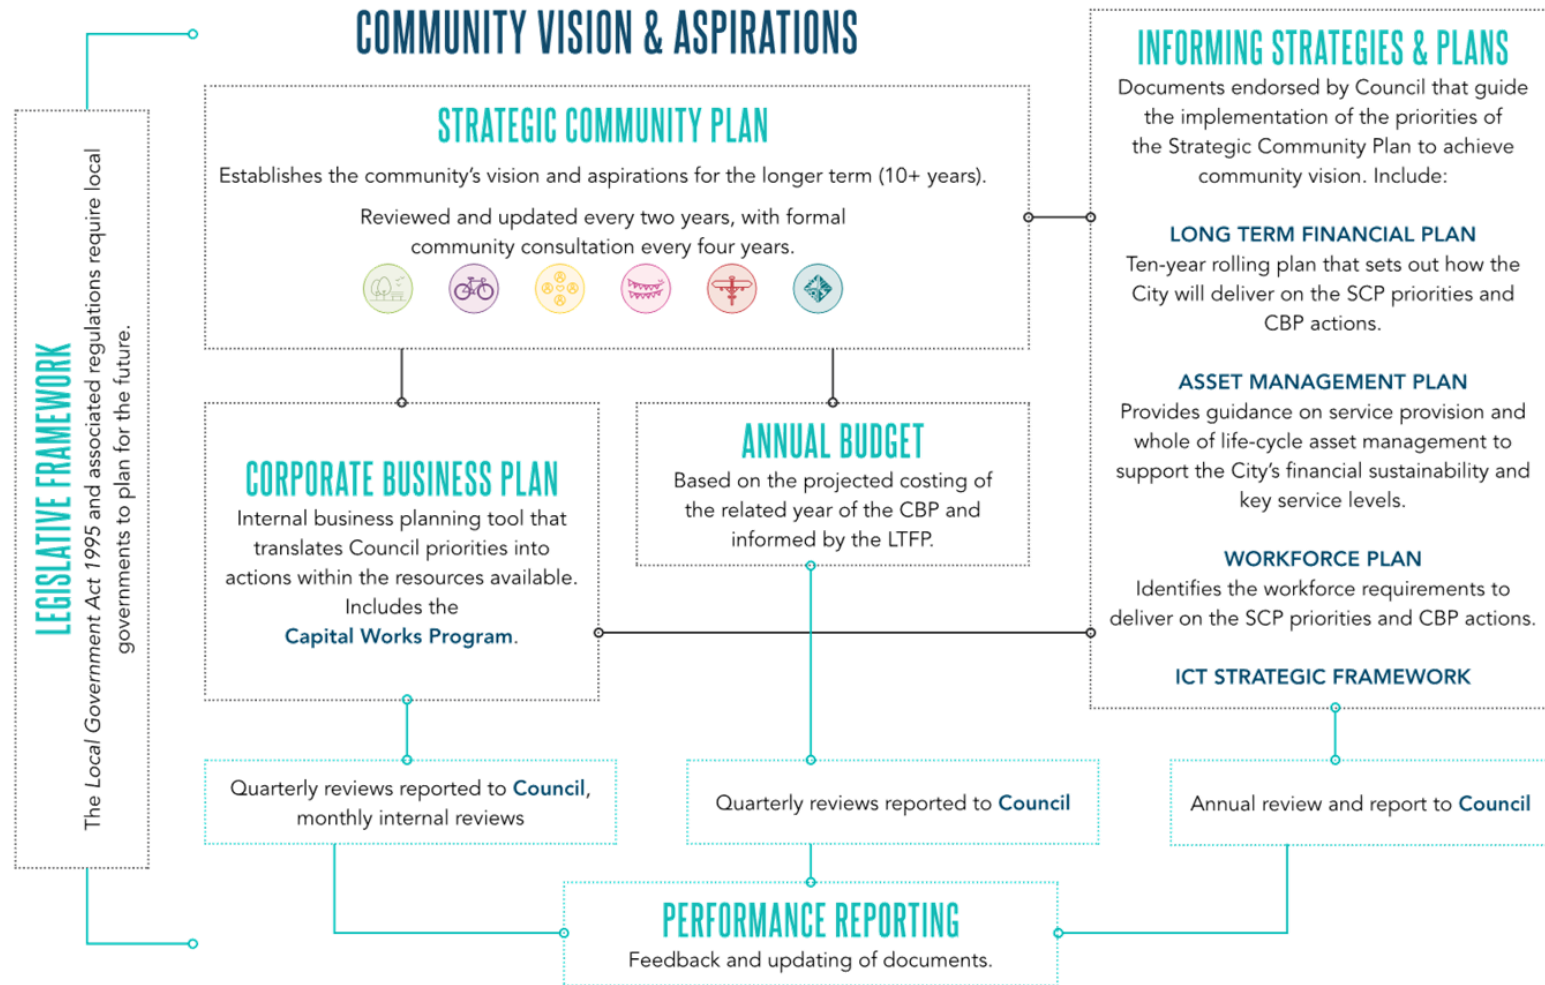 COMMUNITY VISION & ASPIRATIONS
LEGISLATIVE FRAMEWORK
The Local Government Act 1995 and associated regulations require local
governments to plan for the future.
STRATEGIC COMMUNITY PLAN
Establishes the community's vision and aspirations for the longer term (10+ years).
Reviewed and updated every two years, with formal
community consultation every four years.
CORPORATE BUSINESS PLAN
Internal business planning tool that
translates Council priorities into
actions within the resources available.
Includes the
Capital Works Program.
ANNUAL BUDGET
Based on the projected costing of
the related year of the CBP and
informed by the LTFP.
INFORMING STRATEGIES & PLANS
Documents endorsed by Council that guide
the implementation of the priorities of
the Strategic Community Plan to achieve
community vision. Include:
LONG TERM FINANCIAL PLAN
Ten-year rolling plan that sets out how the
City will deliver on the SCP priorities and
CBP actions.
ASSET MANAGEMENT PLAN
Provides guidance on service provision and
whole of life-cycle asset management to
support the City's financial sustainability and
key service levels.
WORKFORCE PLAN
Identifies the workforce requirements to
deliver on the SCP priorities and CBP actions.
ICT STRATEGIC FRAMEWORK
Quarterly reviews reported to Council,
monthly internal reviews
Quarterly reviews reported to Council
Annual review and report to Council
PERFORMANCE REPORTING
Feedback and updating of documents.